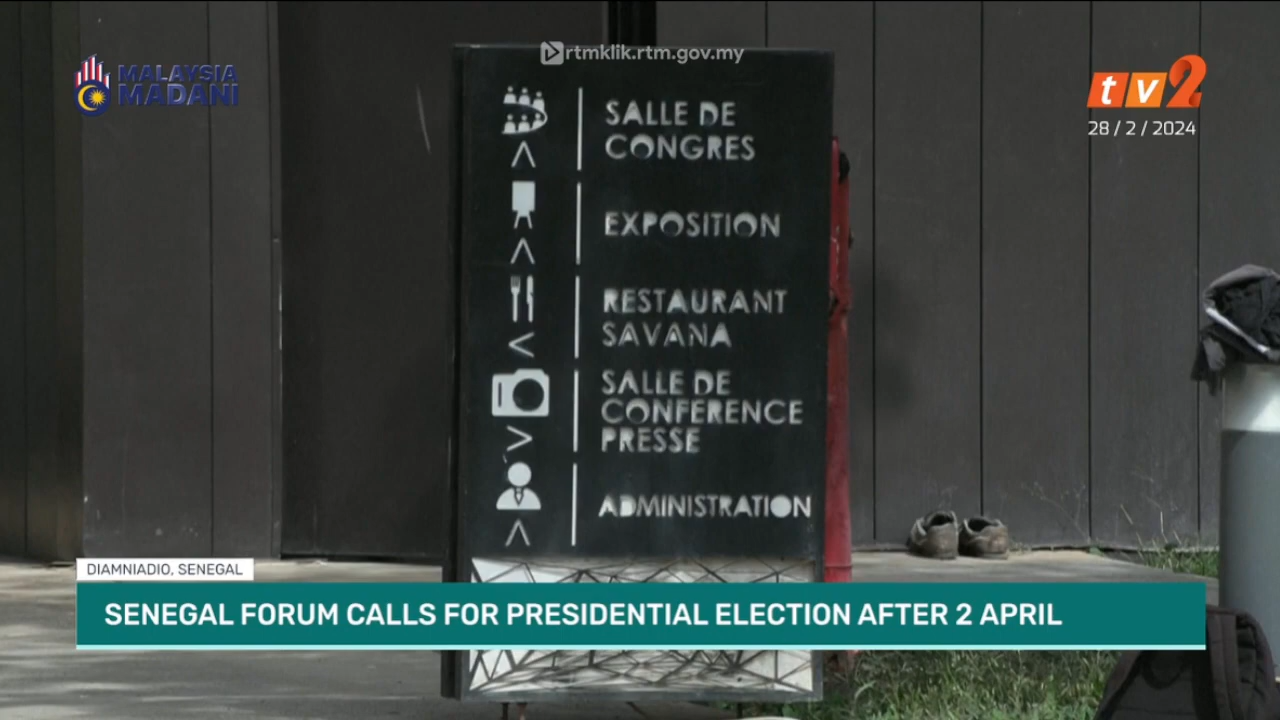 rtmklik.rtm.gov.my
MALAYSIA
MADANI
tv2
28 / 2 / 2024
SALLE DE
CONGRES
EXPOSITION
RESTAURANT
SAVANA
SALLE DE
CONFERENCE
PRESSE
ADMINISTRATION
DIAMNIADIO, SENEGAL
SENEGAL FORUM CALLS FOR PRESIDENTIAL ELECTION AFTER 2 APRIL